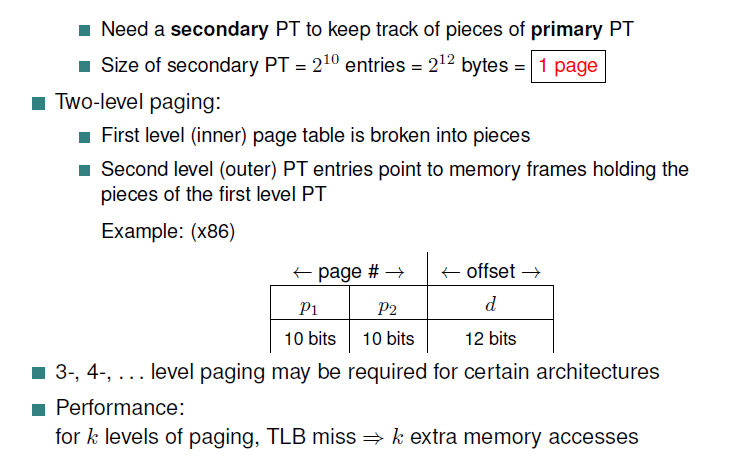 Need a secondary PT to keep track of pieces of primary PT
Size of secondary PT = 2^10 entries = 2^12 bytes = 1 page
Two-level paging:
First level (inner) page table is broken into pieces
Second level (outer) PT entries point to memory frames holding the
pieces of the first level PT
Example: (x86)
← page # → ← offset →
p₁ p₂ d
10 bits 10 bits 12 bits
3-, 4-, . . . level paging may be required for certain architectures
Performance:
for k levels of paging, TLB miss ⇒ k extra memory accesses